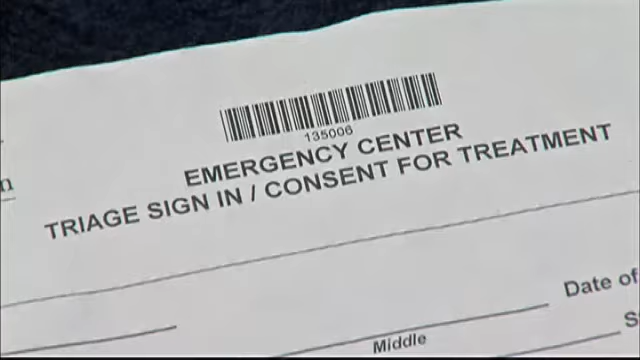 135006
EMERGENCY CENTER
TRIAGE SIGN IN / CONSENT FOR TREATMENT
n
Date of
Middle
S